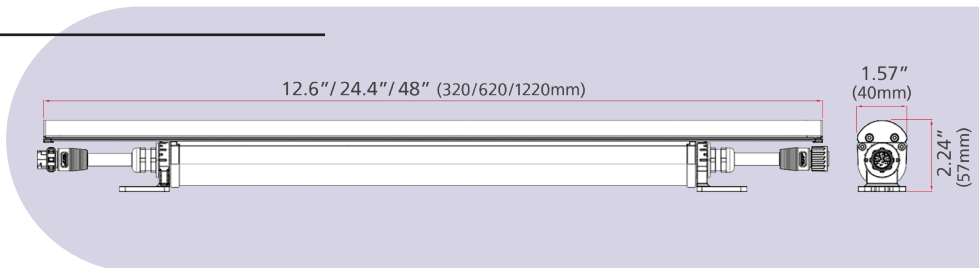 12.6”/ 24.4”/ 48” (320/620/1220mm)
1.57”
(40mm)
2.24”
(57mm)